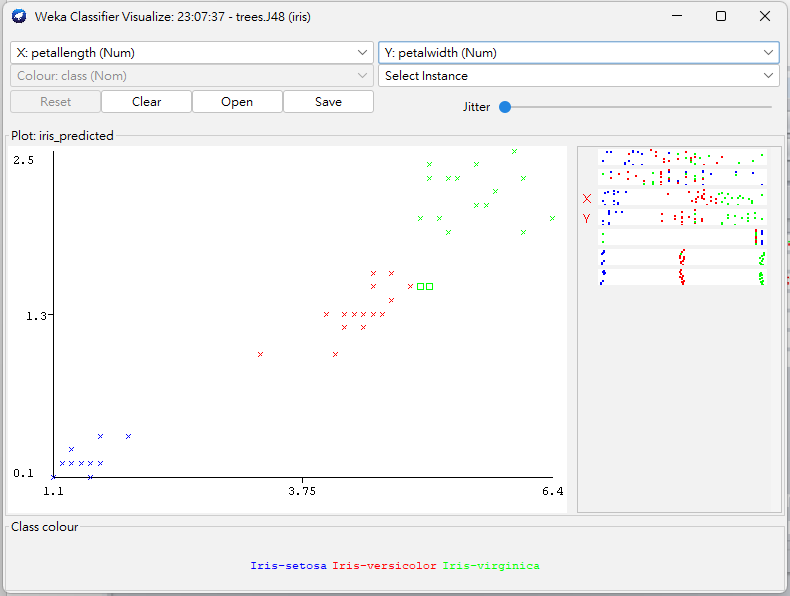 Weka Classifier Visualize: 23:07:37 - trees.J48 (iris)
X: petallength (Num)
Y: petalwidth (Num)
Colour: class (Nom)
Select Instance
Reset
Clear
Open
Save
Jitter
Plot: iris_predicted
2.5
1.3
0.1
1.1
3.75
6.4
X
Y
Class colour
Iris-setosa Iris-versicolor Iris-virginica